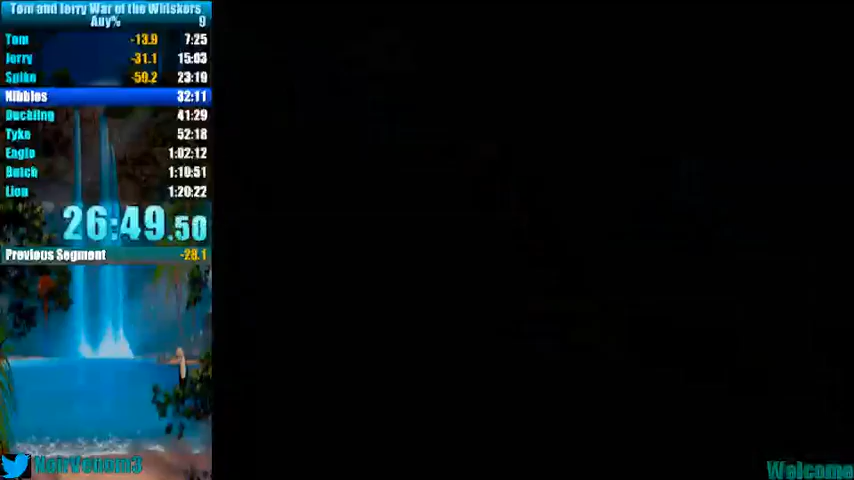 Tom and Jerry War of the Whiskers
Any%
9
Tom -13.9 7:25
Jerry -31.1 15:03
Spike -59.2 23:19
Nibbles 32:11
Duckling 41:29
Tyke 52:18
Eagle 1:02:12
Butch 1:10:51
Lion 1:20:22
26:49.50
Previous Segment -28.1
NoirVenom3
Welcome